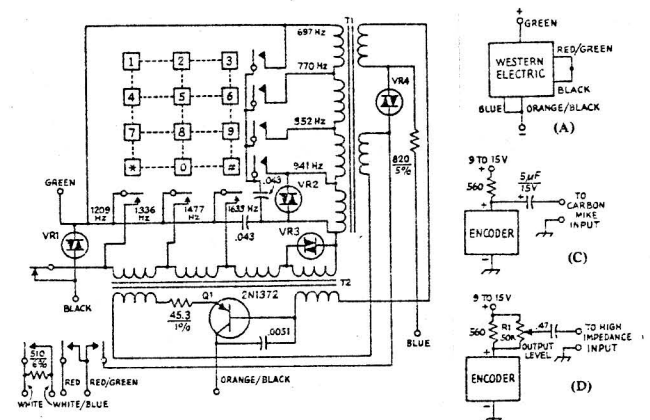 T1
697 Hz
1 2 3
770 Hz
4 5 6
VR4
952 Hz
7 8 9
941 Hz
* 0 #
820
5%
.043
VR2
GREEN
1209 HZ
1336 HZ
1477 HZ
1633 HZ
.043
VR1
VR3
T2
Q1
2N1372
45.3
1%
.0051
BLACK
BLUE
ORANGE/BLACK
510
6%
RED
RED/GREEN
WHITE
WHITE/BLUE
+
GREEN
RED/GREEN
WESTERN
ELECTRIC
BLACK
BLUE
ORANGE/BLACK
(A)
9 TO 15V
560
5µF
15V
+
+
TO
CARBON
MIKE
INPUT
ENCODER
(C)
9 TO 15V
560
R1
50K
.47
TO HIGH
IMPEDANCE
INPUT
OUTPUT
LEVEL
+
ENCODER
(D)